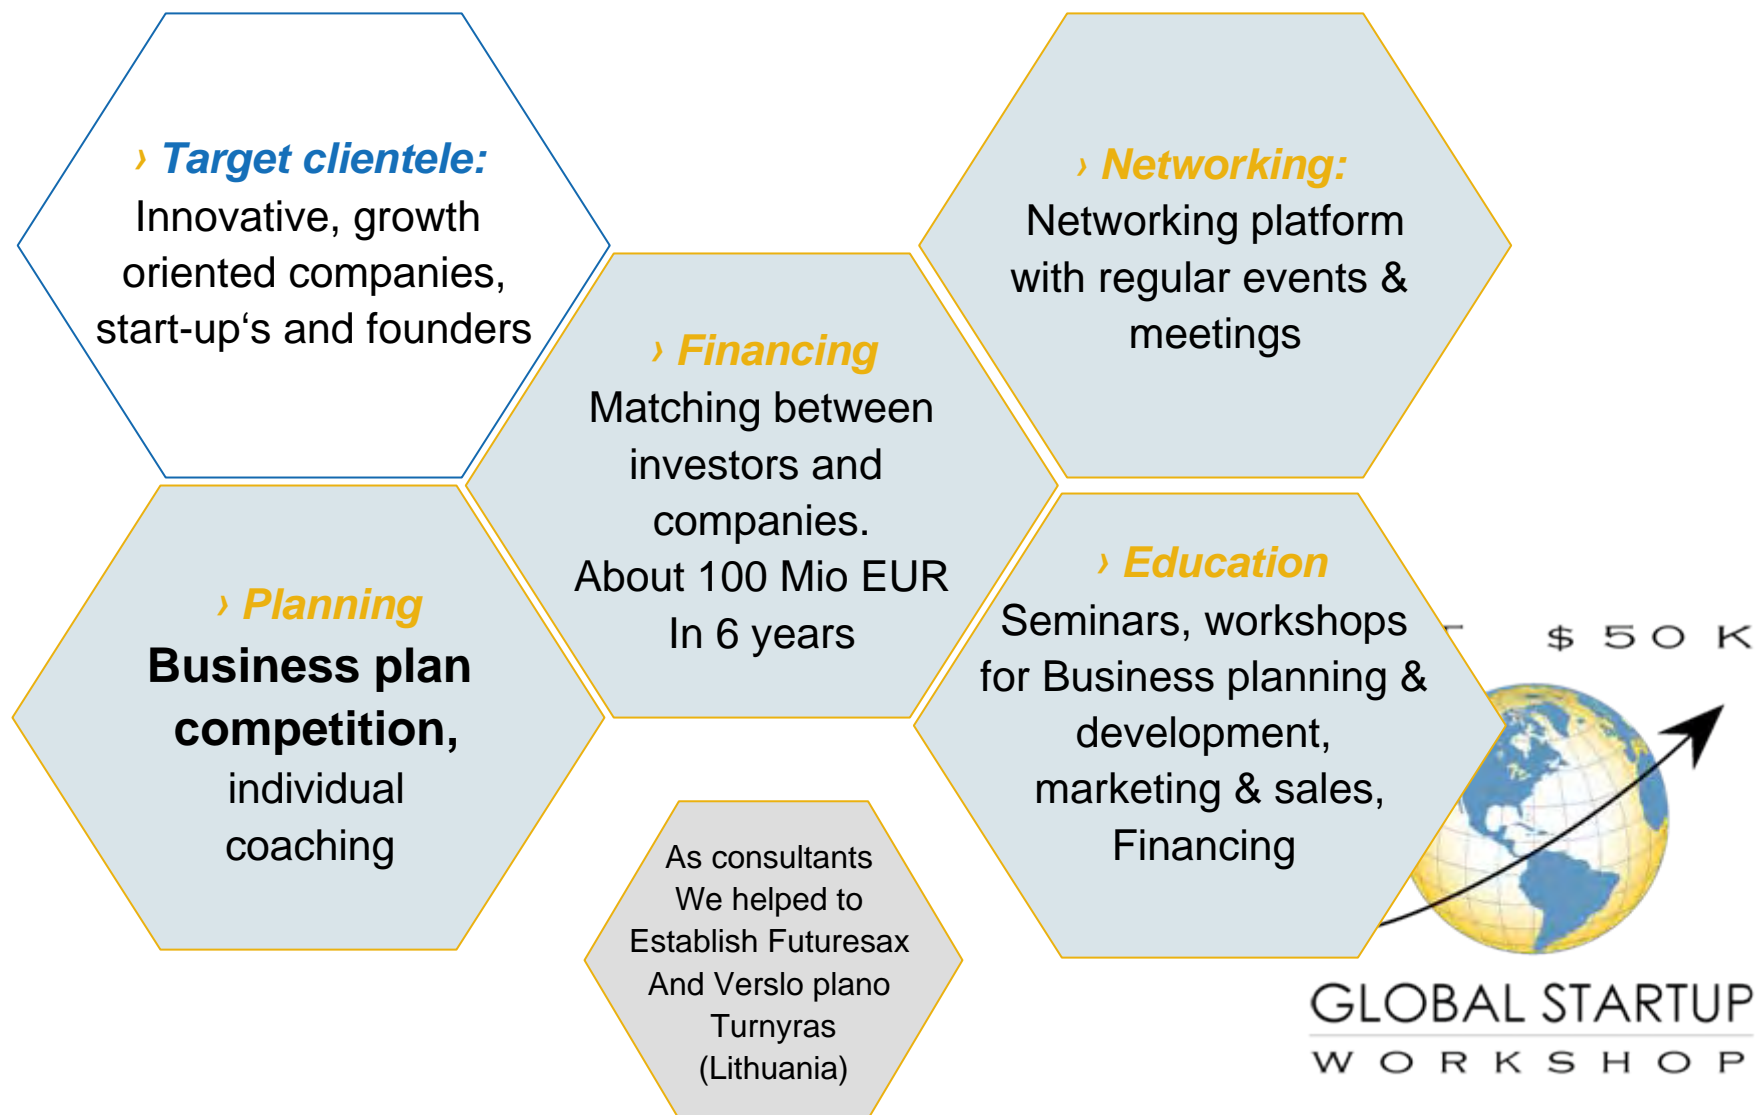 › Target clientele:
Innovative, growth
oriented companies,
start-up‘s and founders
› Networking:
Networking platform
with regular events &
meetings
› Financing
Matching between
investors and
companies.
About 100 Mio EUR
In 6 years
› Planning
Business plan
competition,
individual
coaching
› Education
Seminars, workshops
for Business planning &
development,
marketing & sales,
Financing
As consultants
We helped to
Establish Futuresax
And Verslo plano
Turnyras
(Lithuania)
$50K
GLOBAL STARTUP
WORKSHOP